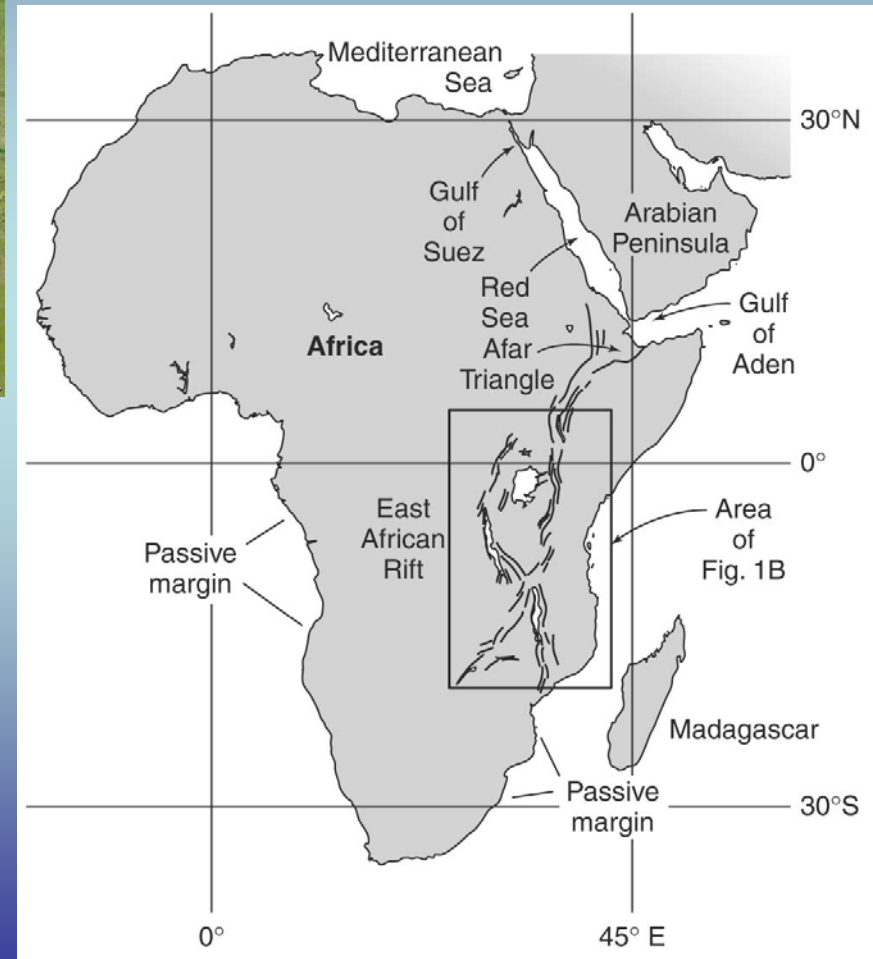 Mediterranean
Sea
30°N
Gulf
of
Suez
Arabian
Peninsula
Red
Sea
Gulf
of
Aden
Africa
Afar
Triangle
0°
East
African
Rift
Area
of
Fig. 1B
Passive
margin
Madagascar
Passive
margin
30°S
0°
45° E